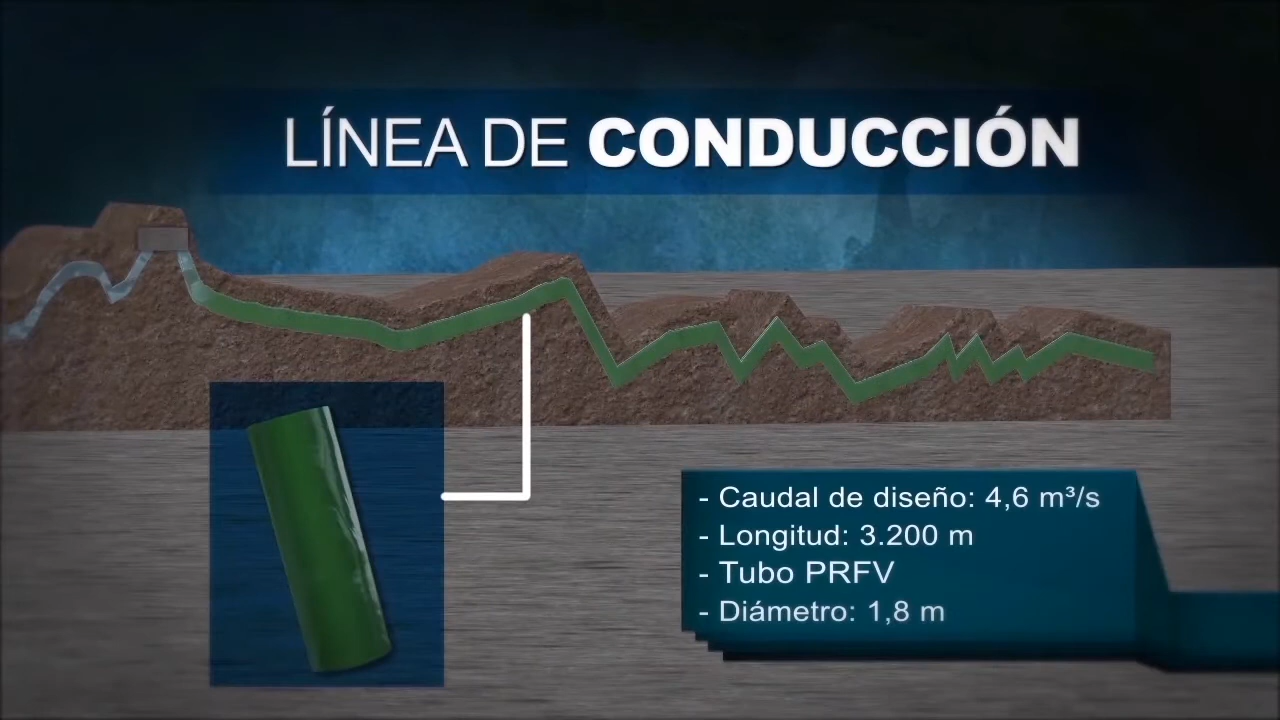 LÍNEA DE CONDUCCIÓN
- Caudal de diseño: 4,6 m³/s
- Longitud: 3.200 m
- Tubo PRFV
- Diámetro: 1,8 m